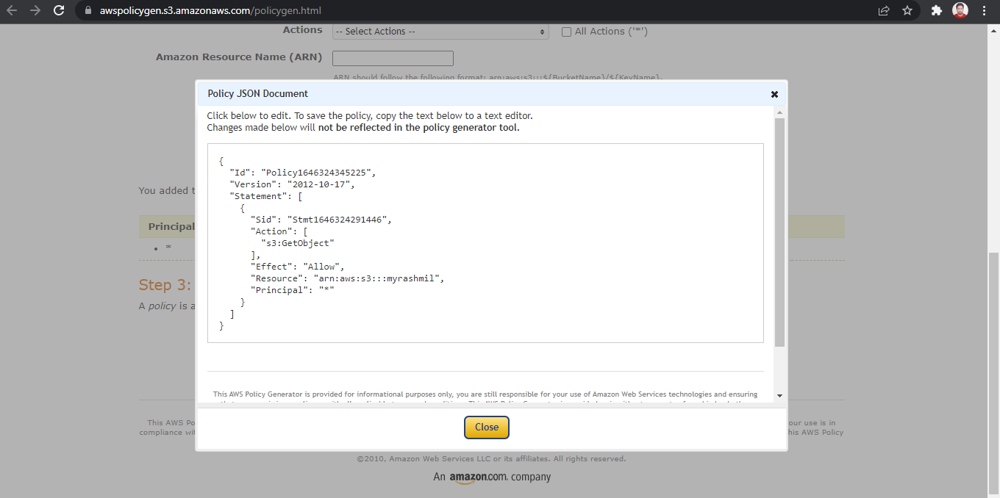 awspolicygen.s3.amazonaws.com/policygen.html
Actions -- Select Actions -- All Actions ('*')
Amazon Resource Name (ARN)
ARN should follow the following format: arn:aws:s3:::${BucketName}/${KeyName}.
Policy JSON Document
Click below to edit. To save the policy, copy the text below to a text editor.
Changes made below will not be reflected in the policy generator tool.
{
"Id": "Policy1646324345225",
"Version": "2012-10-17",
"Statement": [
{
"Sid": "Stmt1646324291446",
"Action": [
"s3:GetObject"
],
"Effect": "Allow",
"Resource": "arn:aws:s3:::myrashmil",
"Principal": "*"
}
]
}
You added t
Principal
• *
Step 3:
A policy is a
This AWS Policy Generator is provided for informational purposes only, you are still responsible for your use of Amazon Web Services technologies and ensuring
Close
This AWS Po our use is in
compliance wit his AWS Policy
©2010, Amazon Web Services LLC or its affiliates. All rights reserved.
An amazon.com. company